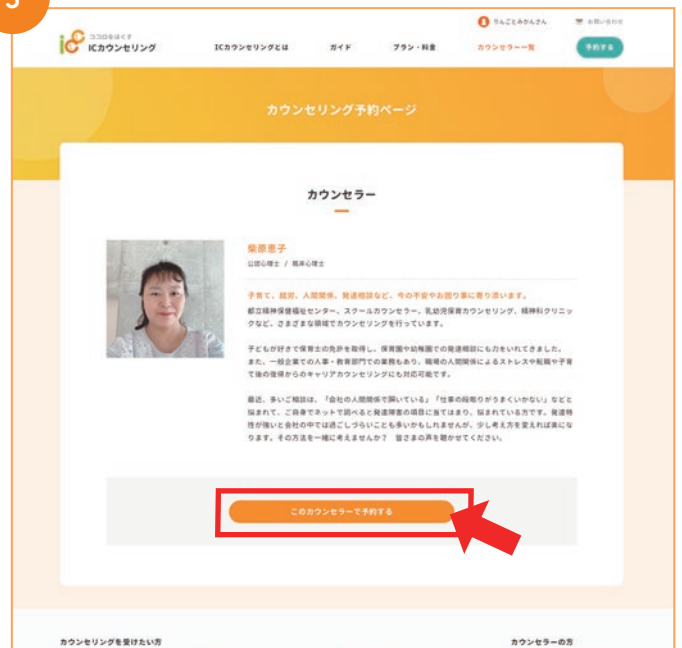 3
りんごとみかんさん
お問い合わせ
ココロをほぐす
ICカウンセリング
ICカウンセリングとは
ガイド
プラン・料金
カウンセラー一覧
予約する
カウンセリング予約ページ
カウンセラー
柴原恵子
公認心理士 / 臨床心理士
子育て、就労、人間関係、発達相談など、今の不安やお困り事に寄り添います。
都立精神保健福祉センター、スクールカウンセラー、乳幼児保育カウンセリング、精神科クリニッ
クなど、さまざまな領域でカウンセリングを行っています。
子どもが好きで保育士の免許を取得し、保育園や幼稚園での発達相談にも力をいれてきました。
また、一般企業での人事・教育部門での業務もあり、職場の人間関係によるストレスや転職や子育
て後の復帰からのキャリアカウンセリングにも対応可能です。
最近、多いご相談は、「会社の人間関係で躓いている」「仕事の段取りがうまくいかない」などと
悩まれて、ご自身でネットで調べると発達障害の項目に当てはまり、悩まれている方です。発達特
性が強いと会社の中では過ごしづらいことも多いかもしれませんが、少し考え方を変えれば楽にな
ります。その方法を一緒に考えませんか? 皆さまの声を聴かせてください。
このカウンセラーで予約する
カウンセリングを受けたい方
カウンセラーの方